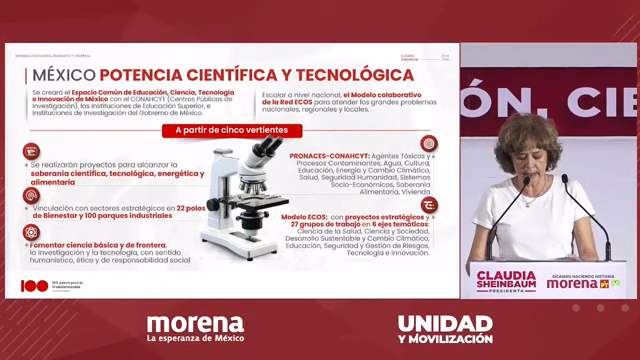 MÉXICO POTENCIA CIENTÍFICA Y TECNOLÓGICA
Se creará el Espacio Común de Educación, Ciencia, Tecnología
e Innovación de México con el CONAHCYT (Centros Públicos de
Investigación), las Instituciones de Educación Superior, e
Instituciones de Investigación del Gobierno de México.
Escalar a nivel nacional, el Modelo colaborativo
de la Red ECOS para atender los grandes problemas
nacionales, regionales y locales.
A partir de cinco vertientes
Se realizarán proyectos para alcanzar la
soberanía científica, tecnológica, energética y
alimentaria
Vinculación con sectores estratégicos en 22 polos
de Bienestar y 100 parques industriales
Fomentar ciencia básica y de frontera,
la investigación y la tecnología, con sentido
humanístico, ético y de responsabilidad social
PRONACES-CONAHCYT: Agentes Tóxicos y
Procesos Contaminantes, Agua, Cultura,
Educación, Energía y Cambio Climático,
Salud, Seguridad Humanidad, Sistemas
Socio-Económicos, Soberanía
Alimentaria, Vivienda
Modelo ECOS: con proyectos estratégicos y
27 grupos de trabajo en 6 ejes temáticos:
Ciencia de la Salud, Ciencia y Sociedad,
Desarrollo Sustentable y Cambio Climático,
Educación, Seguridad y Gestión de Riesgos,
Tecnología e innovación.
100
ÓN, CIE
CLAUDIA
SHEINBAUM
PRESIDENTA
SIGAMOS HACIENDO HISTORIA
morena
morena
La esperanza de México
UNIDAD
Y MOVILIZACIÓN